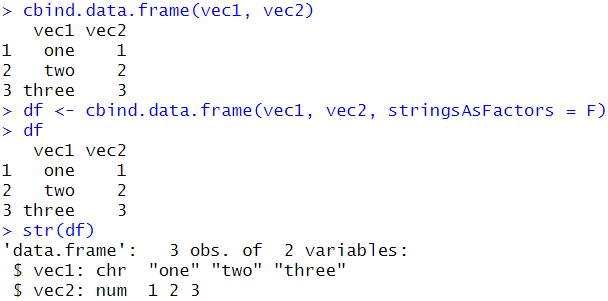 > cbind.data.frame(vec1, vec2)
   vec1 vec2
1   one    1
2   two    2
3 three    3
> df <- cbind.data.frame(vec1, vec2, stringsAsFactors = F)
> df
   vec1 vec2
1   one    1
2   two    2
3 three    3
> str(df)
'data.frame':   3 obs. of  2 variables:
 $ vec1: chr  "one" "two" "three"
 $ vec2: num  1 2 3